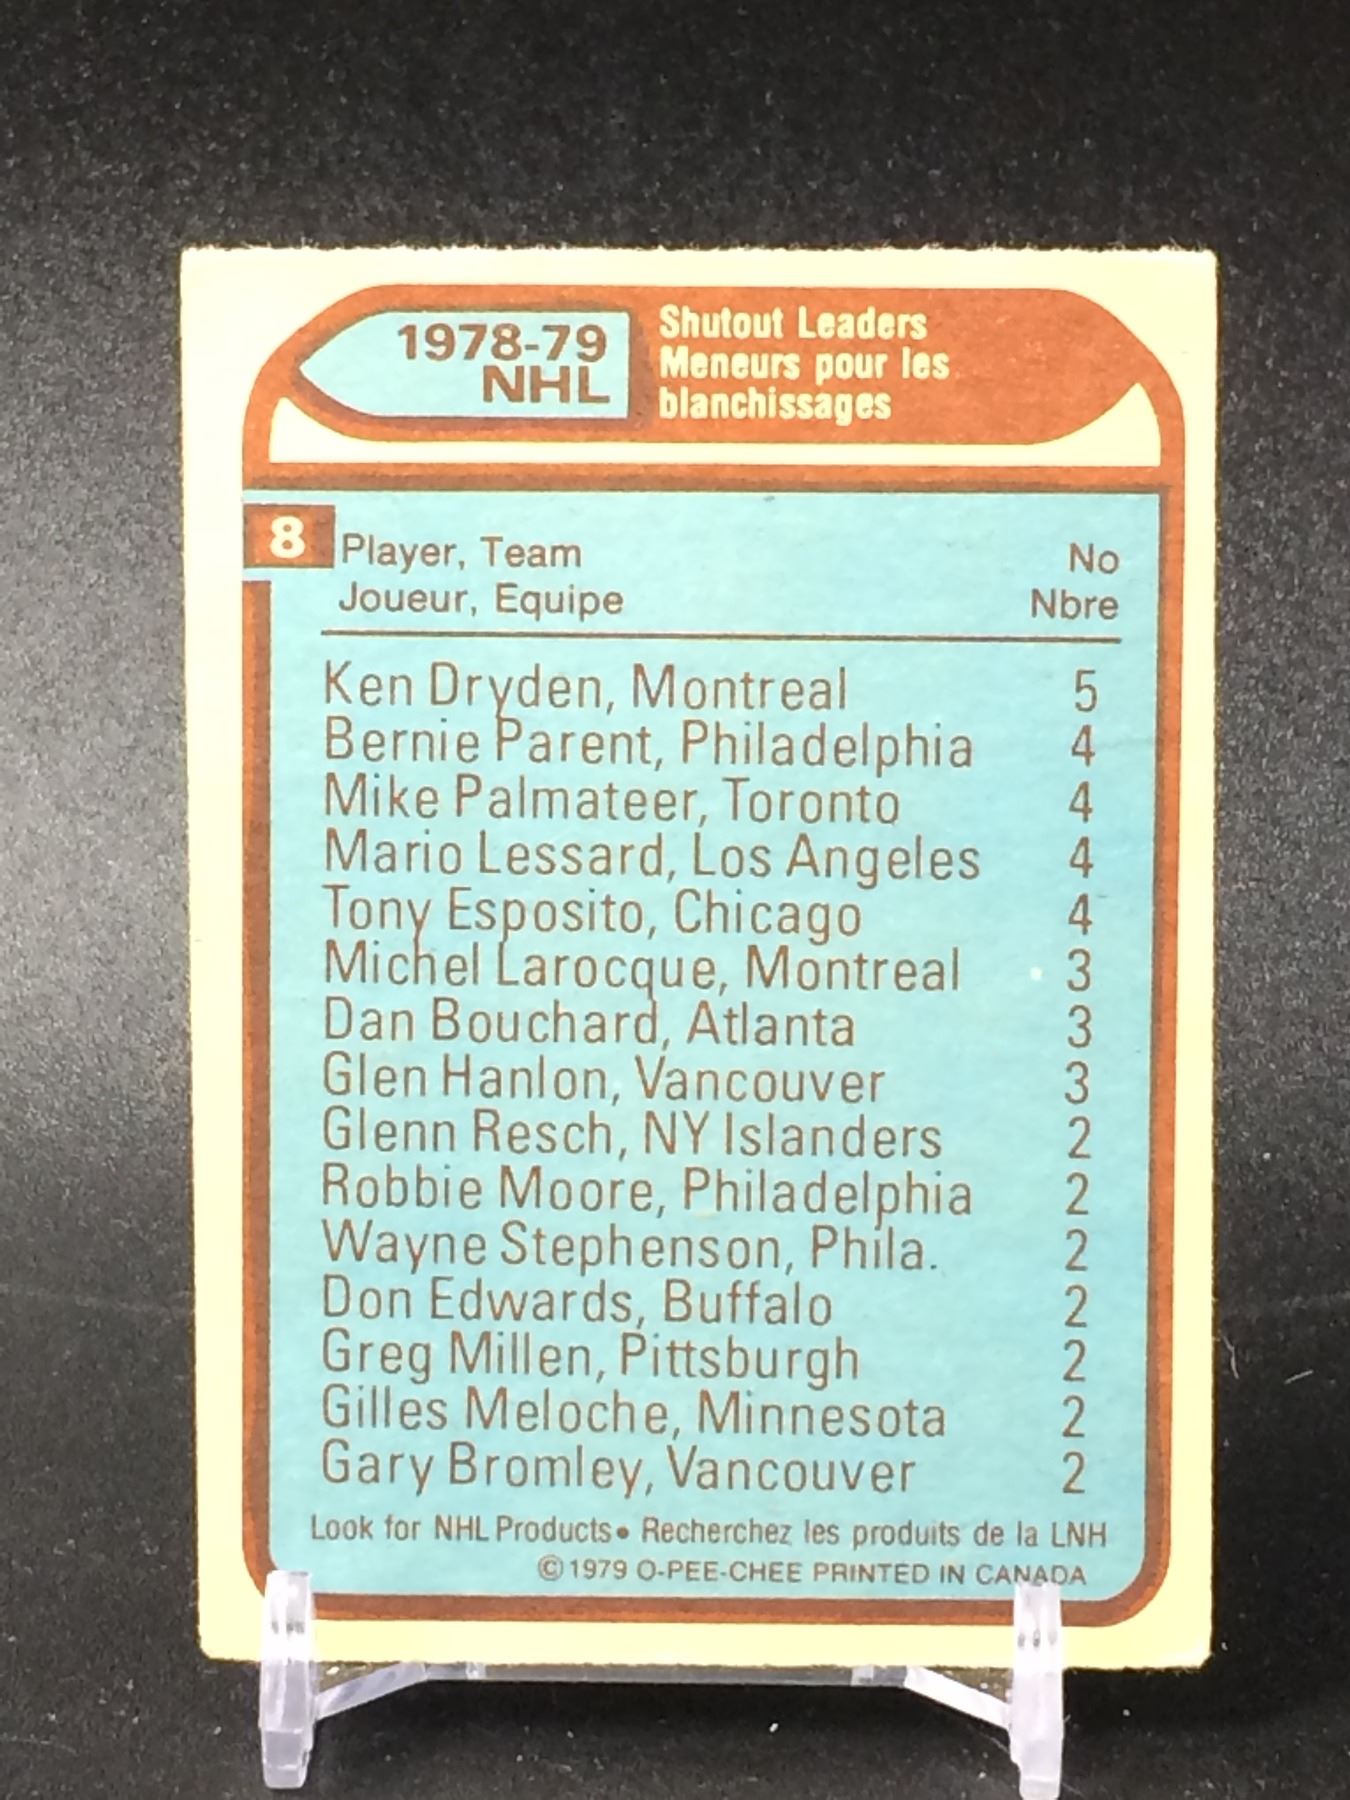 1978-79
NHL
Shutout Leaders
Meneurs pour les
blanchissages
8
Player, Team No
Joueur, Equipe Nbre
Ken Dryden, Montreal 5
Bernie Parent, Philadelphia 4
Mike Palmateer, Toronto 4
Mario Lessard, Los Angeles 4
Tony Esposito, Chicago 4
Michel Larocque, Montreal 3
Dan Bouchard, Atlanta 3
Glen Hanlon, Vancouver 3
Glenn Resch, NY Islanders 2
Robbie Moore, Philadelphia 2
Wayne Stephenson, Phila. 2
Don Edwards, Buffalo 2
Greg Millen, Pittsburgh 2
Gilles Meloche, Minnesota 2
Gary Bromley, Vancouver 2
Look for NHL Products• Recherchez les produits de la LNH
©1979 O-PEE-CHEE PRINTED IN CANADA